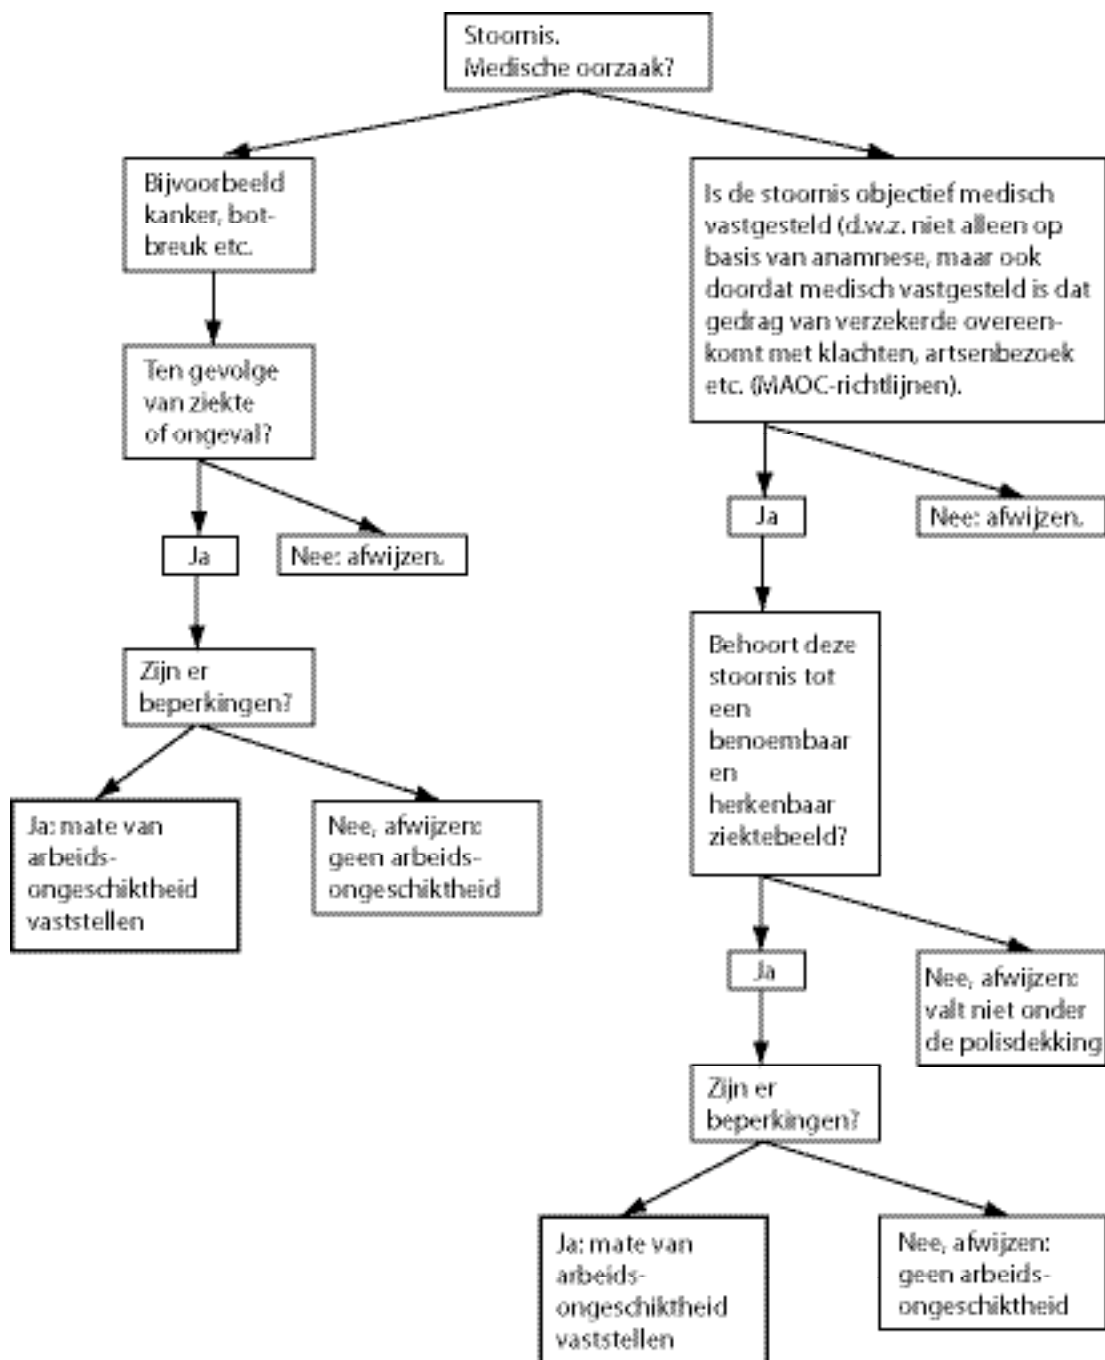 Stoornis.
Medische oorzaak?
Bijvoorbeeld
kanker, bot-
breuk etc.
Ten gevolge
van ziekte
of ongeval?
Ja
Nee: afwijzen.
Zijn er
beperkingen?
Ja: mate van
arbeids-
ongeschiktheid
vaststellen
Nee, afwijzen:
geen arbeids-
ongeschiktheid
Is de stoornis objectief medisch
vastgesteld (d.w.z. niet alleen op
basis van anamnese, maar ook
doordat medisch vastgesteld is dat
gedrag van verzekerde overeen-
komt met klachten, artsenbezoek
etc. (MAOC-richtlijnen).
Ja
Nee: afwijzen.
Behoort deze
stoornis tot
een
benoembaar
en
herkenbaar
ziektebeeld?
Ja
Nee, afwijzen:
valt niet onder
de polisdekking
Zijn er
beperkingen?
Ja: mate van
arbeids-
ongeschiktheid
vaststellen
Nee, afwijzen:
geen arbeids-
ongeschiktheid